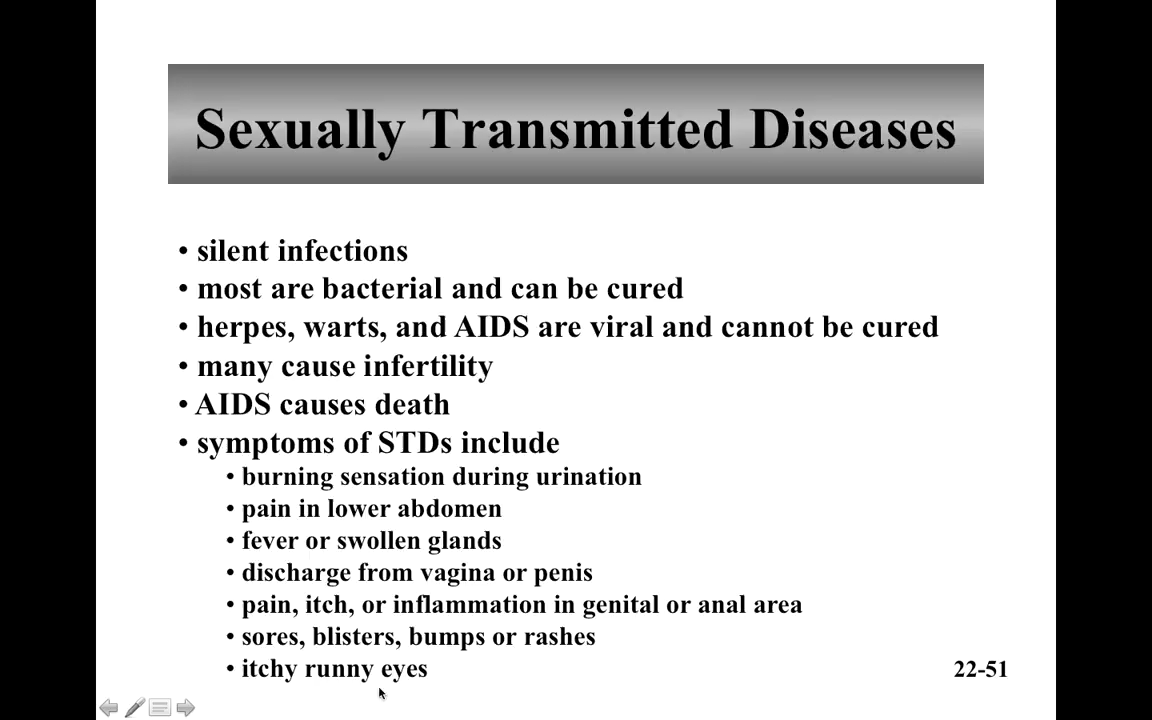 Sexually Transmitted Diseases
• silent infections
• most are bacterial and can be cured
• herpes, warts, and AIDS are viral and cannot be cured
• many cause infertility
• AIDS causes death
• symptoms of STDs include
• burning sensation during urination
• pain in lower abdomen
• fever or swollen glands
• discharge from vagina or penis
• pain, itch, or inflammation in genital or anal area
• sores, blisters, bumps or rashes
• itchy runny eyes
22-51